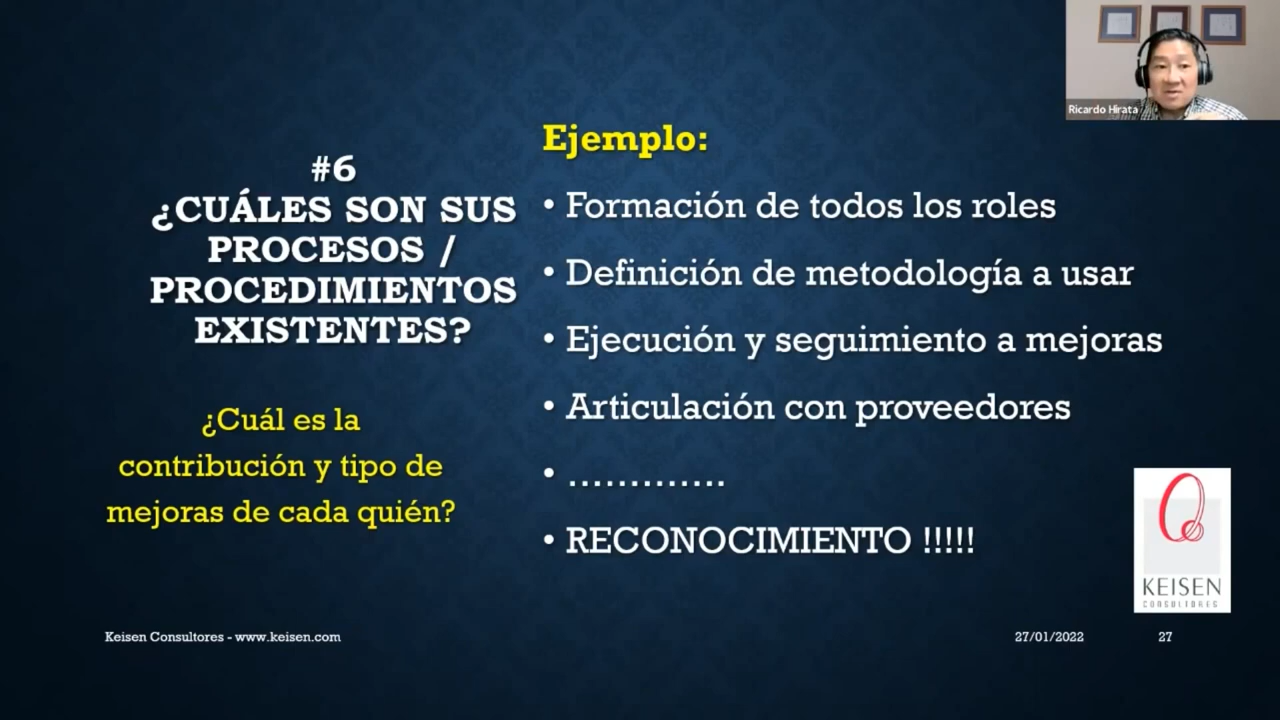 Ricardo Hirata
#6
¿CUÁLES SON SUS
PROCESOS /
PROCEDIMIENTOS
EXISTENTES?
¿Cuál es la
contribución y tipo de
mejoras de cada quién?
Ejemplo:
• Formación de todos los roles
• Definición de metodología a usar
• Ejecución y seguimiento a mejoras
• Articulación con proveedores
• .............
• RECONOCIMIENTO !!!!!
KEISEN
CONSULTORES
Keisen Consultores - www.keisen.com
27/01/2022
27